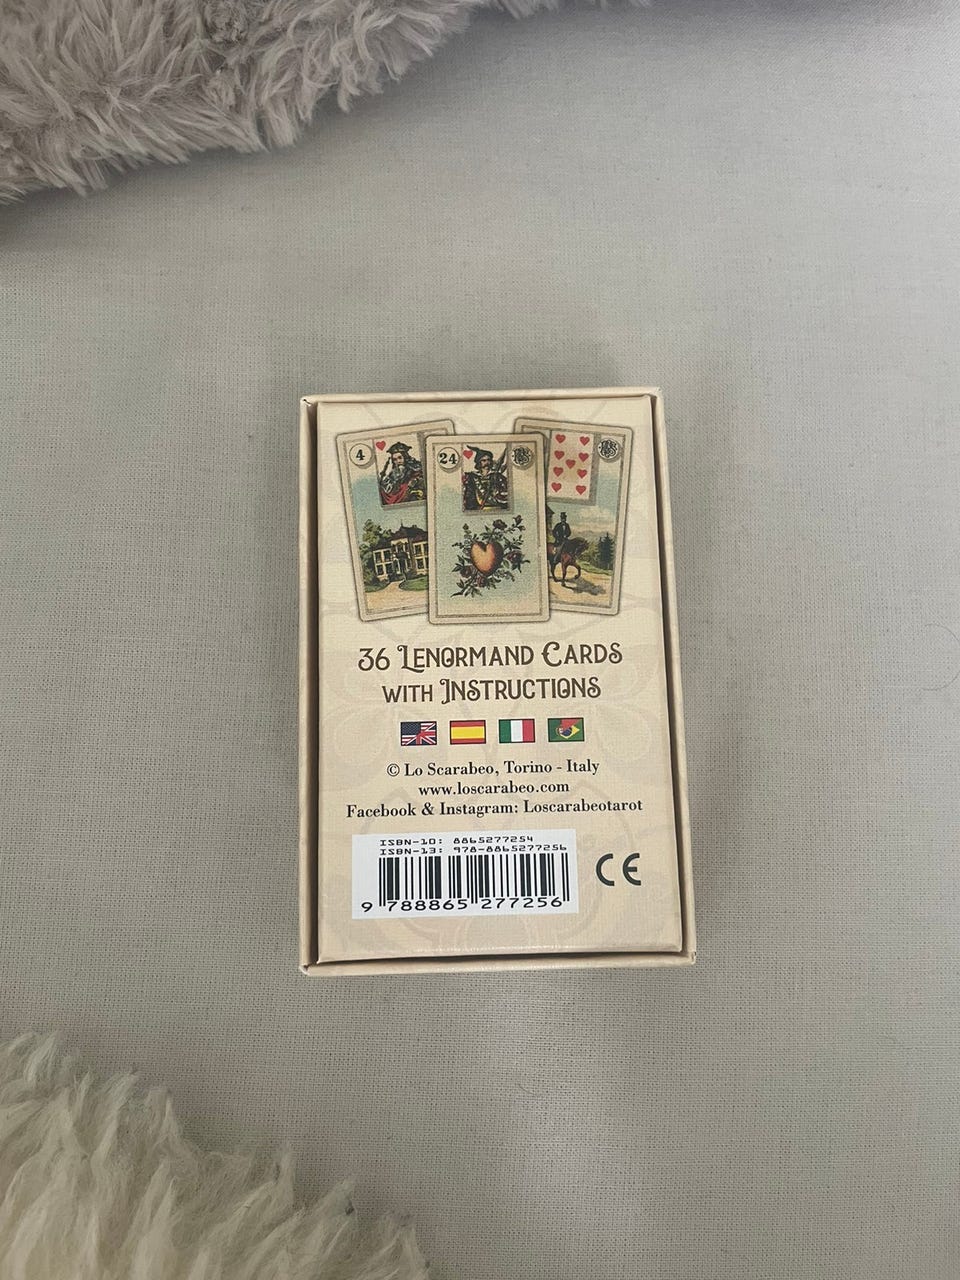 4
24
36 Lenormand Cards
with Instructions
© Lo Scarabeo, Torino - Italy
www.loscarabeo.com
Facebook & Instagram: Loscarabeotarot
ISBN-10: 8865277254
ISBN-13: 978-8865277256
9 788865 277256
CE